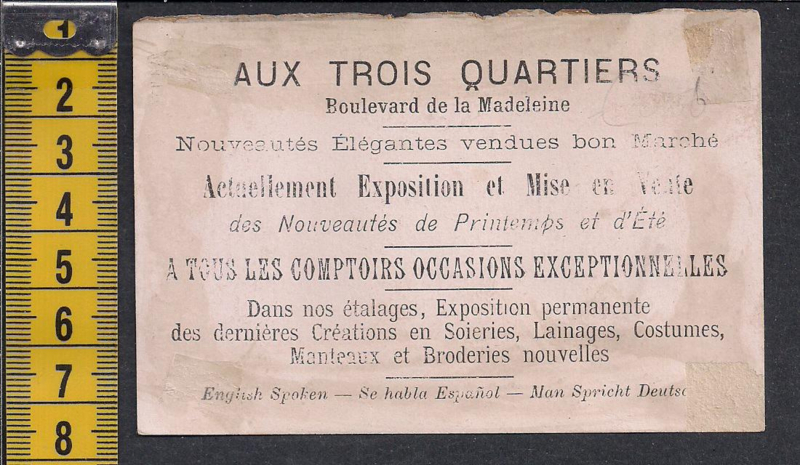 1
2
3
4
5
6
7
8
AUX TROIS QUARTIERS
Boulevard de la Madeleine
Nouveautés Élégantes vendues bon Marché
Actuellement Exposition et Mise en Vente
des Nouveautés de Printemps et d'Été
A TOUS LES COMPTOIRS OCCASIONS EXCEPTIONNELLES
Dans nos étalages, Exposition permanente
des dernières Créations en Soieries, Lainages, Costumes,
Manteaux et Broderies nouvelles
English Spoken — Se habla Español — Man Spricht Deutsc